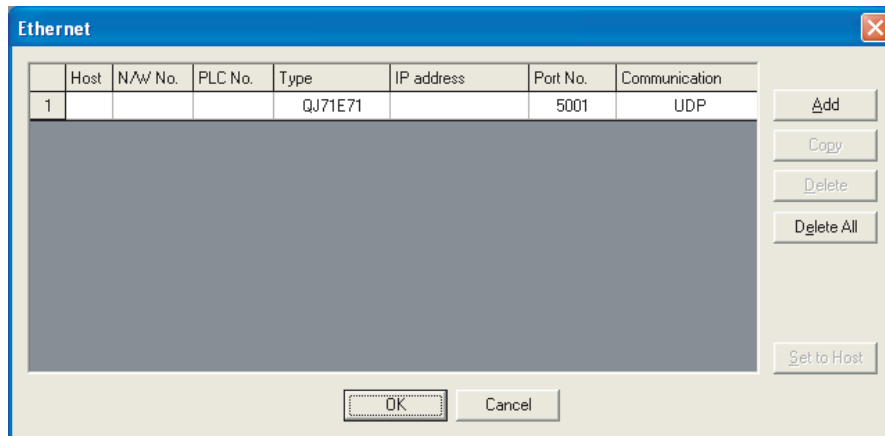 Ethernet
Host N/W No. PLC No. Type IP address Port No. Communication
1 QJ71E71 5001 UDP
Add
Copy
Delete
Delete All
Set to Host
OK Cancel